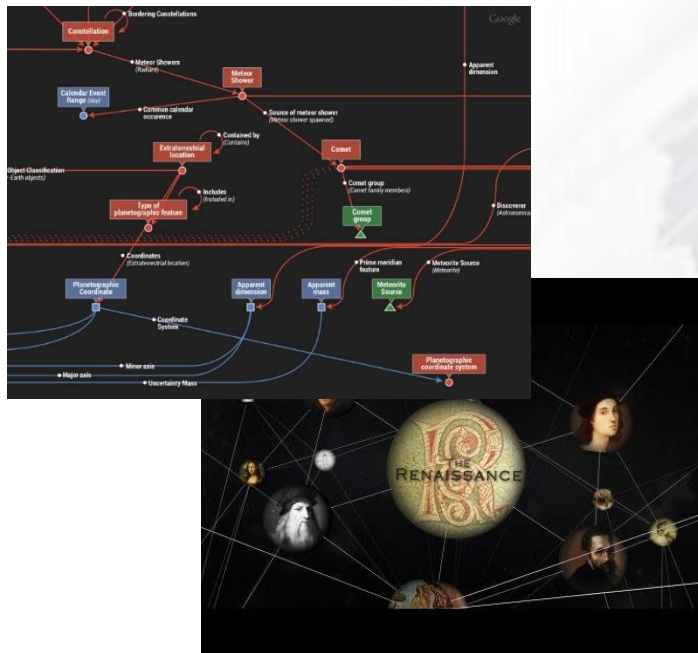 Google
Constellation
Bordering Constellations
Meteor Showers
(Radiant)
Meteor
Shower
Apparent
dimension
Calendar Event
Range (day)
Common calendar
occurence
Source of meteor shower
(Meteor shower spawned)
Extraterrestrial
location
Contained by
(Contains)
Comet
Object Classification
Earth objects)
Type of
planetographic feature
Includes
(Included in)
Comet group
(Comet family members)
Discoverer
(Astronomica
Comet
group
Coordinates
(Extraterrestrial location)
Prime meridian
feature
Meteorite Source
(Meteorite)
Planetographic
Coordinate
Apparent
dimension
Apparent
mass
Meteorite
Source
Coordinate
System
Minor axis
Major axis
Uncertainty Mass
Planetographic
coordinate system
THE
RENAISSANCE